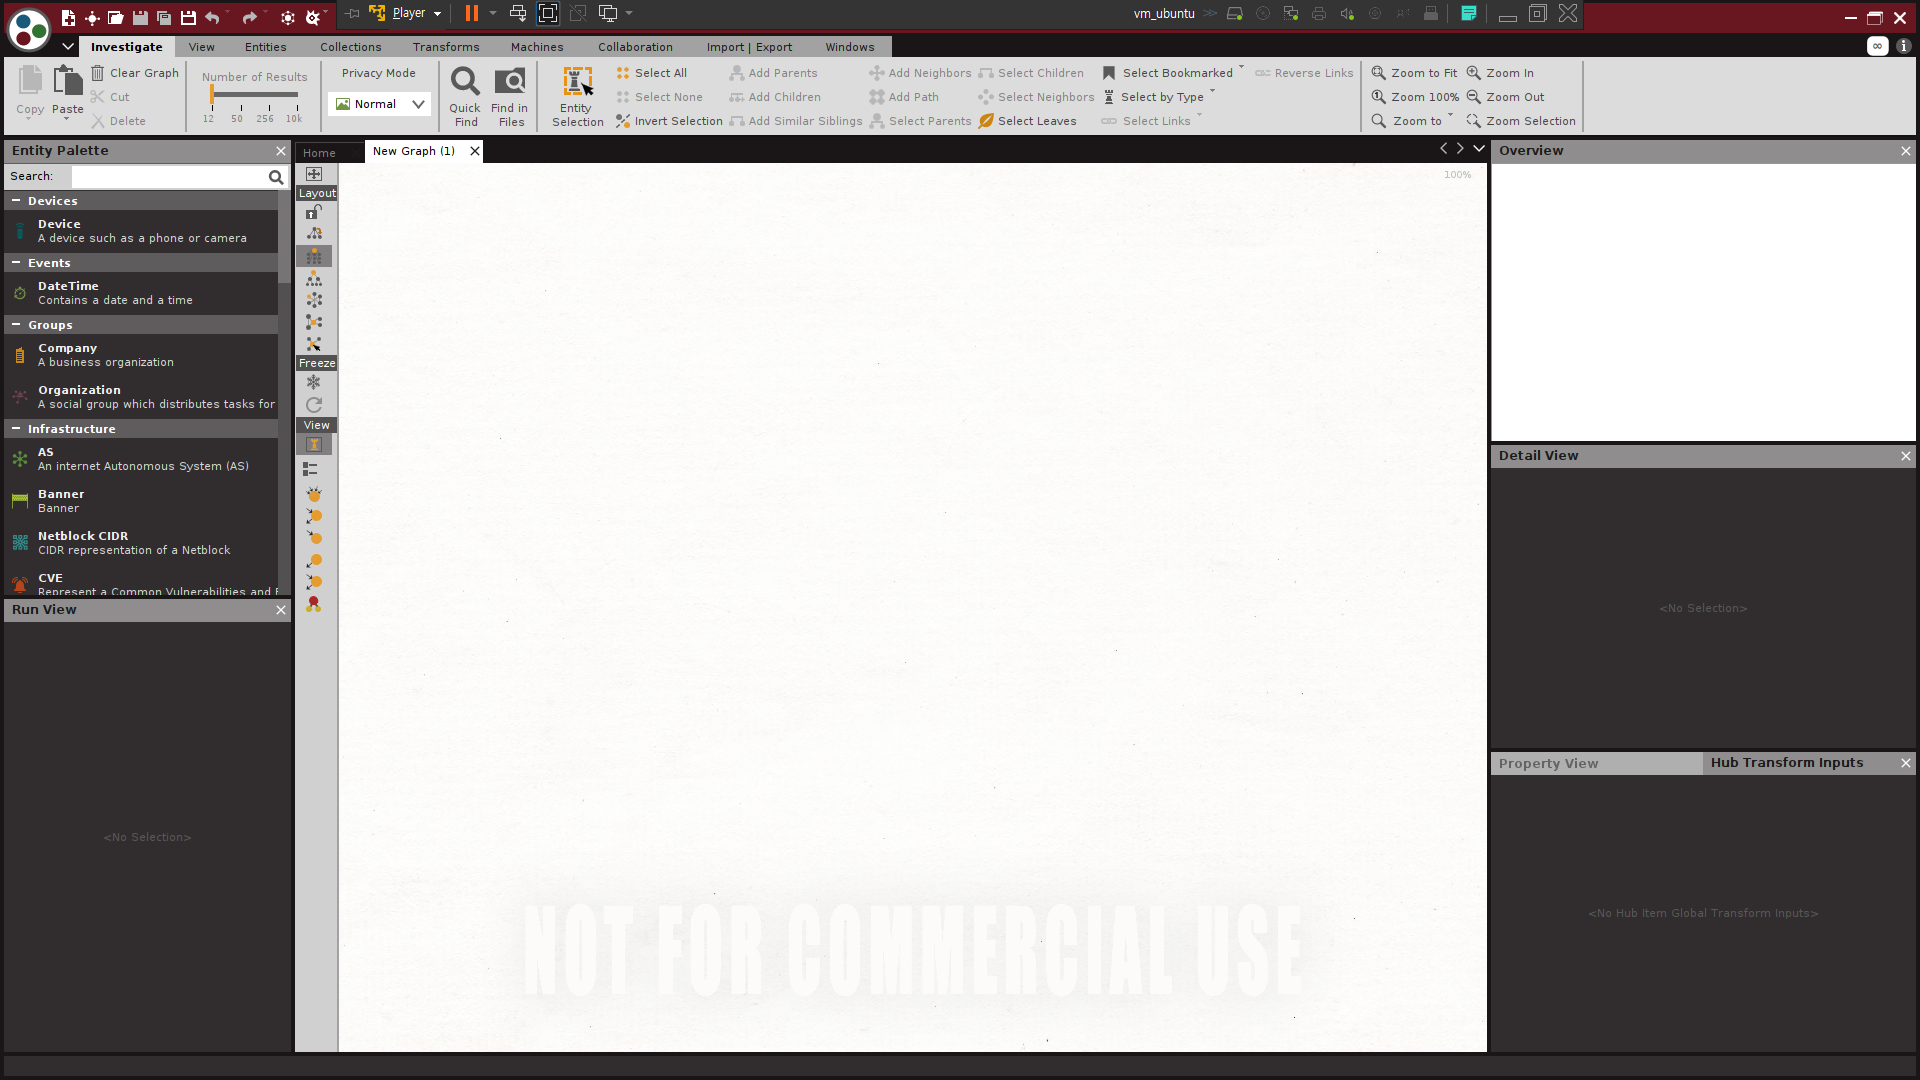 Player
vm_ubuntu
Investigate View Entities Collections Transforms Machines Collaboration Import | Export Windows
Copy Paste Clear Graph
Cut
Delete
Number of Results
12 50 256 10k
Privacy Mode
Normal
Quick Find
Find in Files
Entity Selection
Select All
Select None
Invert Selection
Add Parents
Add Children
Add Similar Siblings
Add Neighbors
Add Path
Select Parents
Select Children
Select Neighbors
Select Leaves
Select Bookmarked
Select by Type
Select Links
Reverse Links
Zoom to Fit
Zoom 100%
Zoom to
Zoom In
Zoom Out
Zoom Selection
Entity Palette
Search:
Devices
Device
A device such as a phone or camera
Events
DateTime
Contains a date and a time
Groups
Company
A business organization
Organization
A social group which distributes tasks for
Infrastructure
AS
An internet Autonomous System (AS)
Banner
Banner
Netblock CIDR
CIDR representation of a Netblock
CVE
Represent a Common Vulnerabilities and E
Run View
<No Selection>
Home New Graph (1)
Layout
Freeze
View
100%
NOT FOR COMMERCIAL USE
Overview
Detail View
<No Selection>
Property View Hub Transform Inputs
<No Hub Item Global Transform Inputs>